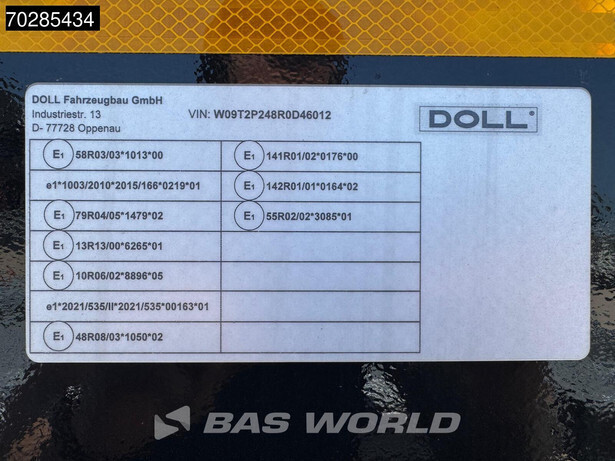 70285434
DOLL Fahrzeugbau GmbH
Industriestr. 13
VIN: W09T2P248R0D46012
D- 77728 Oppenau
DOLL
E1 58R03/03*1013*00
E1 141R01/02*0176*00
e1*1003/2010*2015/166*0219*01
E1 142R01/01*0164*02
E1 79R04/05*1479*02
E1 55R02/02*3085*01
E1 13R13/00*6265*01
E1 10R06/02*8896*05
e1*2021/535/II*2021/535*00163*01
E1 48R08/03*1050*02
BAS WORLD